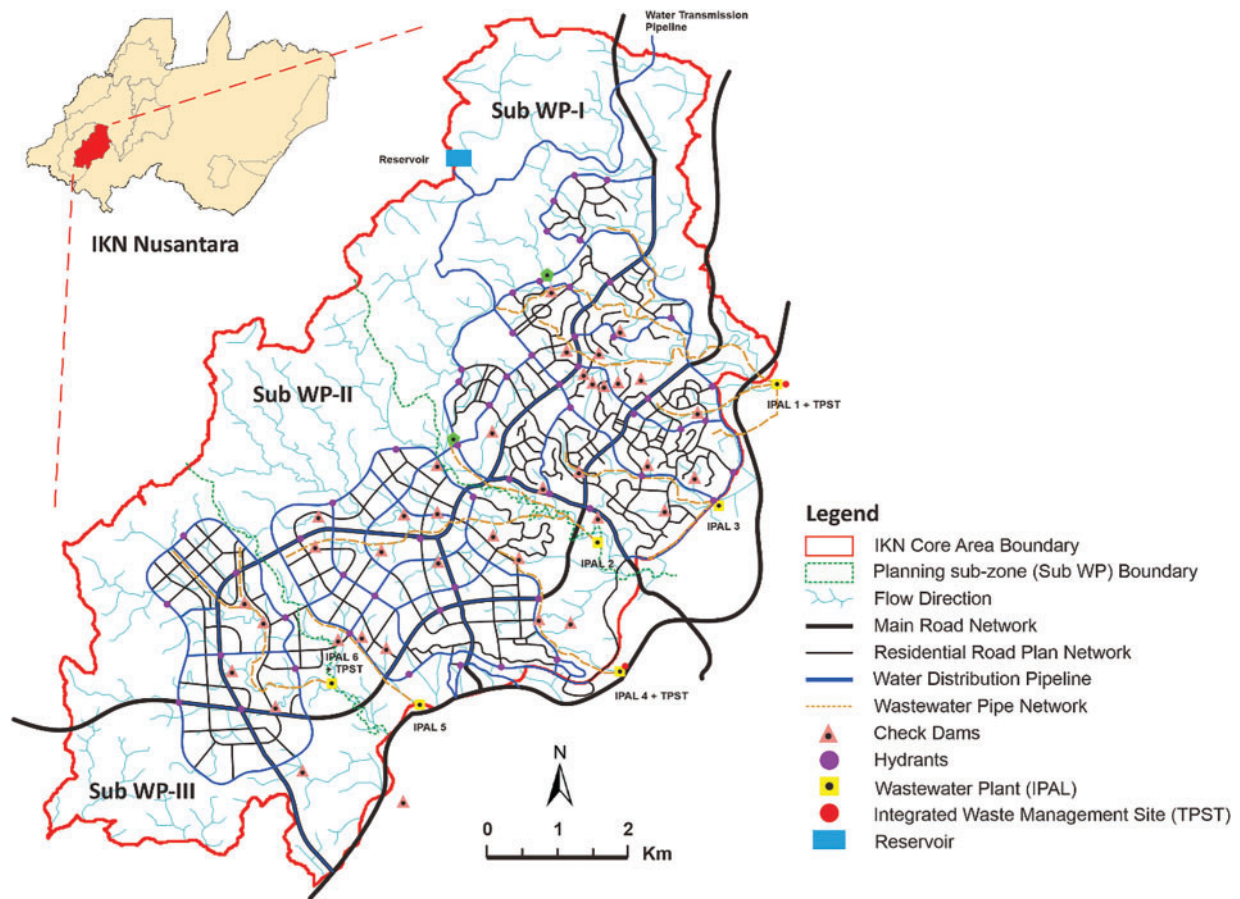 Water Transmission
Pipeline
Sub WP-I
Reservoir
IKN Nusantara
Sub WP-II
IPAL 1 + TPST
IPAL 3
IPAL 2
IPAL 6
+ TPST
IPAL 4 + TPST
IPAL 5
Sub WP-III
N
0 1 2
Km
Legend
IKN Core Area Boundary
Planning sub-zone (Sub WP) Boundary
Flow Direction
Main Road Network
Residential Road Plan Network
Water Distribution Pipeline
Wastewater Pipe Network
Check Dams
Hydrants
Wastewater Plant (IPAL)
Integrated Waste Management Site (TPST)
Reservoir